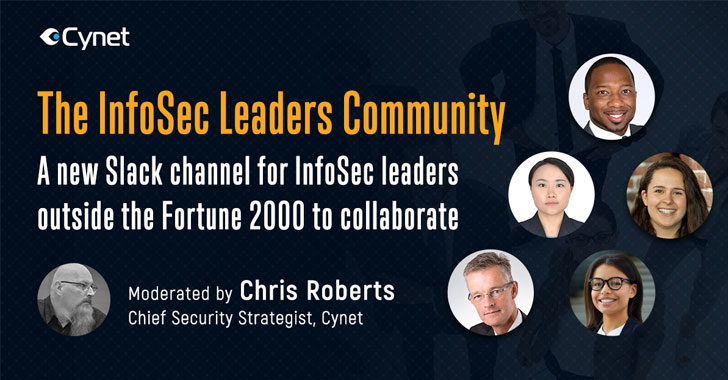 Cynet
The InfoSec Leaders Community
A new Slack channel for InfoSec leaders
outside the Fortune 2000 to collaborate
Moderated by Chris Roberts
Chief Security Strategist, Cynet